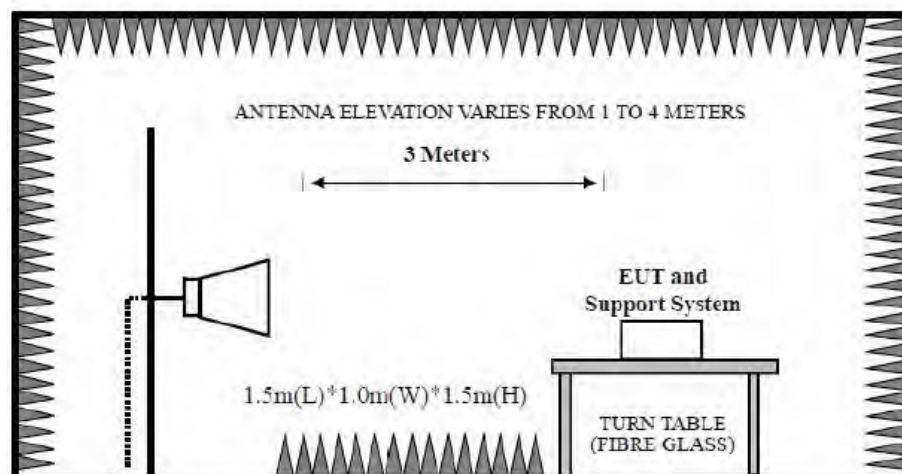 ANTENNA ELEVATION VARIES FROM 1 TO 4 METERS
3 Meters
EUT and
Support System
1.5m(L)*1.0m(W)*1.5m(H)
TURN TABLE
(FIBRE GLASS)